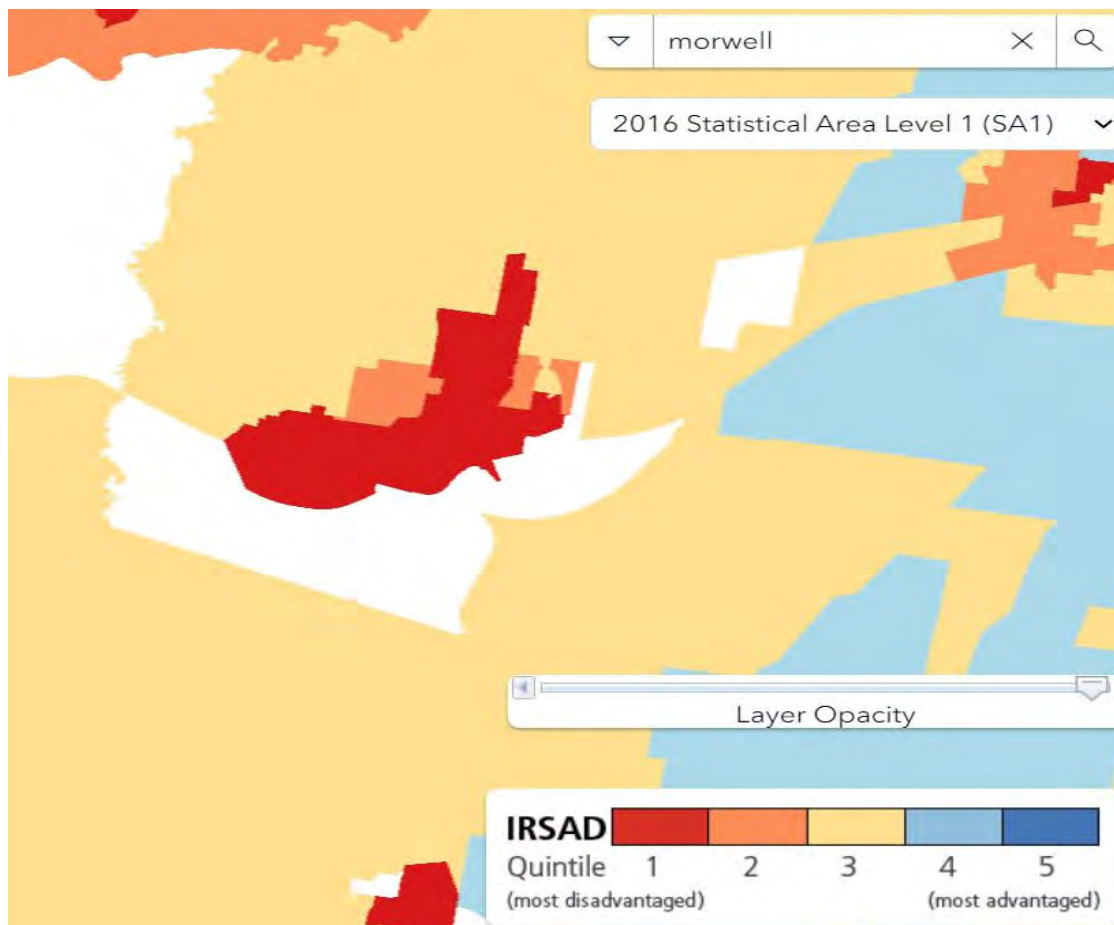 morwell
2016 Statistical Area Level 1 (SA1)
Layer Opacity
IRSAD
Quintile 1 2 3 4 5
(most disadvantaged) (most advantaged)